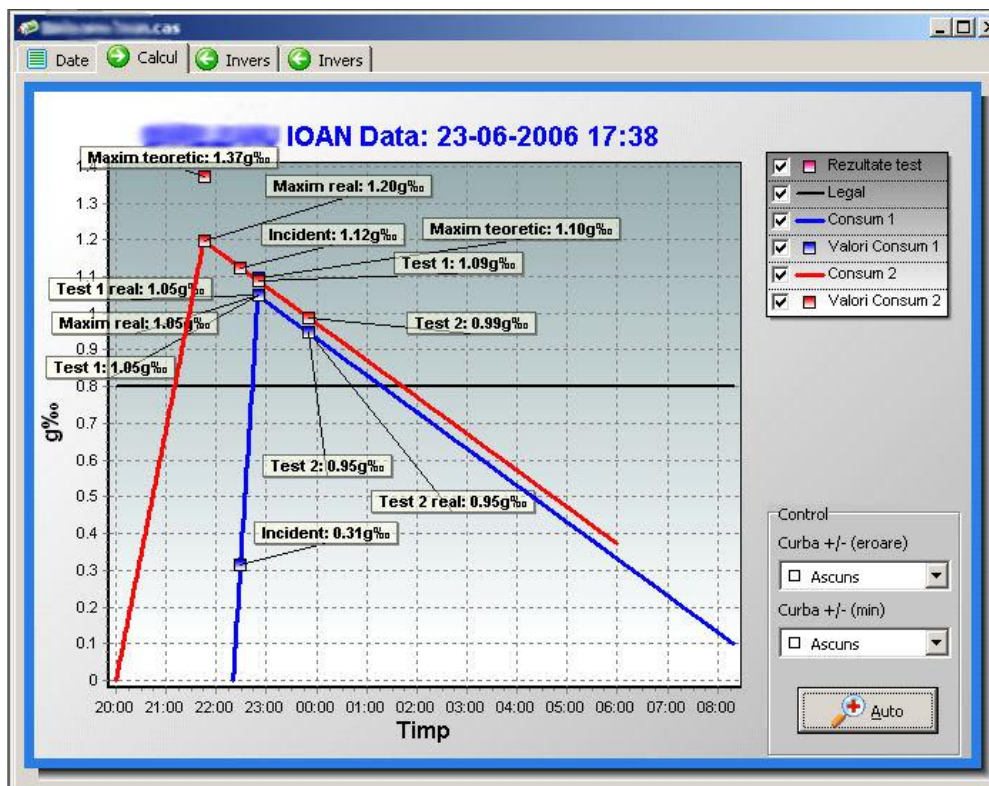 .cas
Date
Calcul
Invers
Invers
IOAN Data: 23-06-2006 17:38
Maxim teoretic: 1.37g‰
Maxim real: 1.20g‰
Incident: 1.12g‰
Maxim teoretic: 1.10g‰
Test 1: 1.09g‰
Test 1 real: 1.05g‰
Maxim real: 1.05g‰
Test 1: 1.05g‰
Test 2: 0.99g‰
Test 2: 0.95g‰
Test 2 real: 0.95g‰
Incident: 0.31g‰
g‰
1.4
1.3
1.2
1.1
1
0.9
0.8
0.7
0.6
0.5
0.4
0.3
0.2
0.1
0
20:00 21:00 22:00 23:00 00:00 01:00 02:00 03:00 04:00 05:00 06:00 07:00 08:00
Timp
Rezultate test
Legal
Consum 1
Valori Consum 1
Consum 2
Valori Consum 2
Control
Curba +/- (eroare)
Ascuns
Curba +/- (min)
Ascuns
Auto